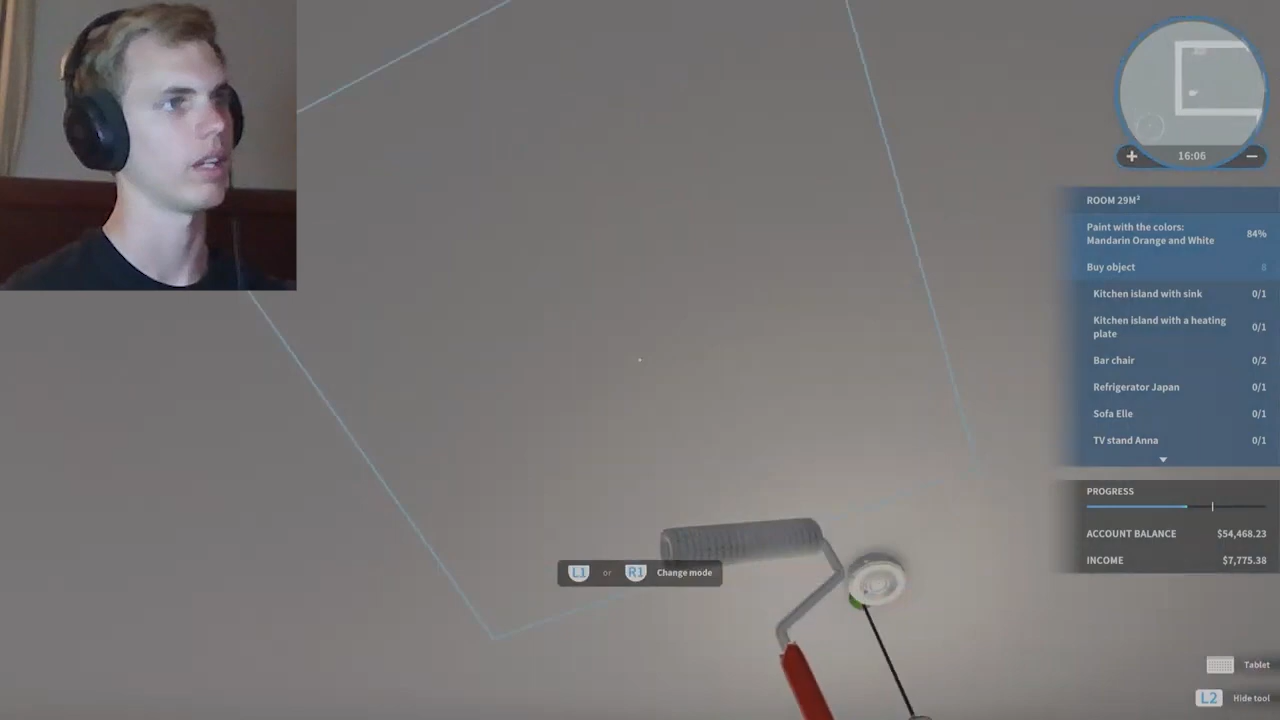 16:06
ROOM 29M²
Paint with the colors:
Mandarin Orange and White
84%
Buy object
Kitchen island with sink 0/1
Kitchen island with a heating
plate
0/1
Bar chair 0/2
Refrigerator Japan 0/1
Sofa Elle 0/1
TV stand Anna 0/1
PROGRESS
ACCOUNT BALANCE $54,468.23
INCOME $7,775.38
L1 or R1 Change mode
Tablet
L2 Hide tool